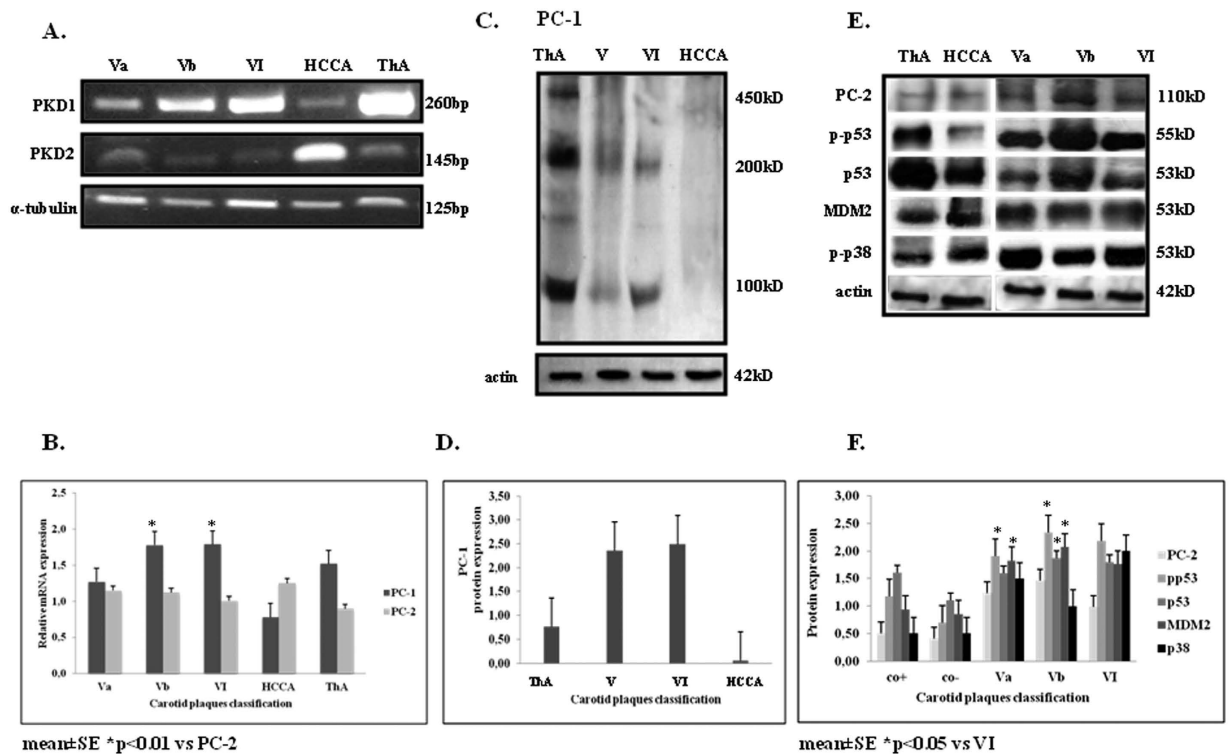 A.
Va Vb VI HCCA ThA
PKD1 260bp
PKD2 145bp
α-tubulin 125bp
B.
Relative mRNA expression
2.5
2.0
1.5
1.0
0.5
0,0
* *
PC-1
PC-2
Va Vb VI HCCA ThA
Carotid plaques classification
mean±SE *p<0.01 vs PC-2
C. PC-1
ThA V VI HCCA
450kD
200kD
100kD
actin 42kD
D.
PC-1
protein expression
3,50
3,00
2,50
2,00
1,50
1,00
0,50
0,00
ThA V VI HCCA
Carotid plaques classification
E.
ThA HCCA Va Vb VI
PC-2 110kD
p-p53 55kD
p53 53kD
MDM2 53kD
p-p38 53kD
actin 42kD
F.
Protein expression
3,00
2,50
2,00
1,50
1,00
0,50
0,00
* * * * *
PC-2
pp53
p53
MDM2
p38
co+ co- Va Vb VI
Carotid plaques classification
mean±SE *p<0.05 vs VI